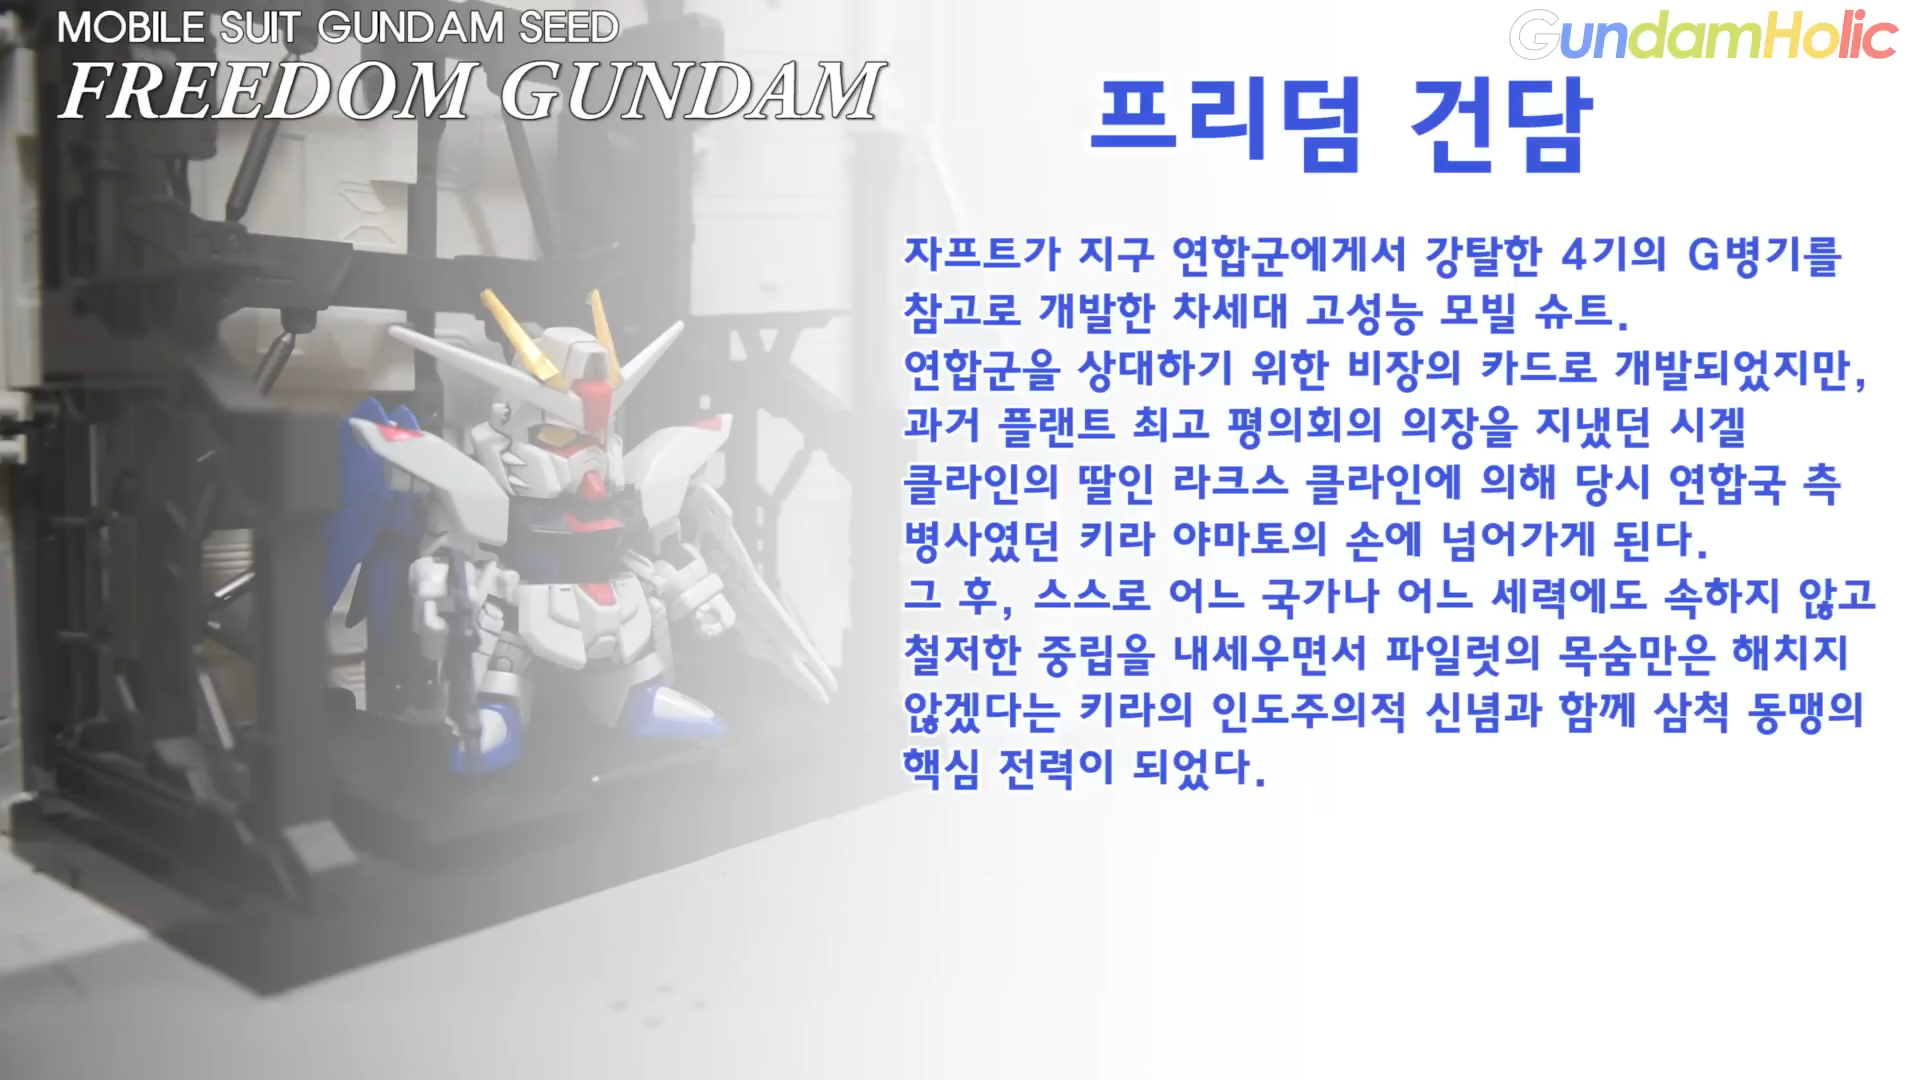 MOBILE SUIT GUNDAM SEED
FREEDOM GUNDAM
GundamHolic
프리덤 건담
자프트가 지구 연합군에게서 강탈한 4기의 G병기를
참고로 개발한 차세대 고성능 모빌 슈트.
연합군을 상대하기 위한 비장의 카드로 개발되었지만,
과거 플랜트 최고 평의회의 의장을 지냈던 시겔
클라인의 딸인 라크스 클라인에 의해 당시 연합국 측
병사였던 키라 야마토의 손에 넘어가게 된다.
그 후, 스스로 어느 국가나 어느 세력에도 속하지 않고
철저한 중립을 내세우면서 파일럿의 목숨만은 해치지
않겠다는 키라의 인도주의적 신념과 함께 삼척 동맹의
핵심 전력이 되었다.